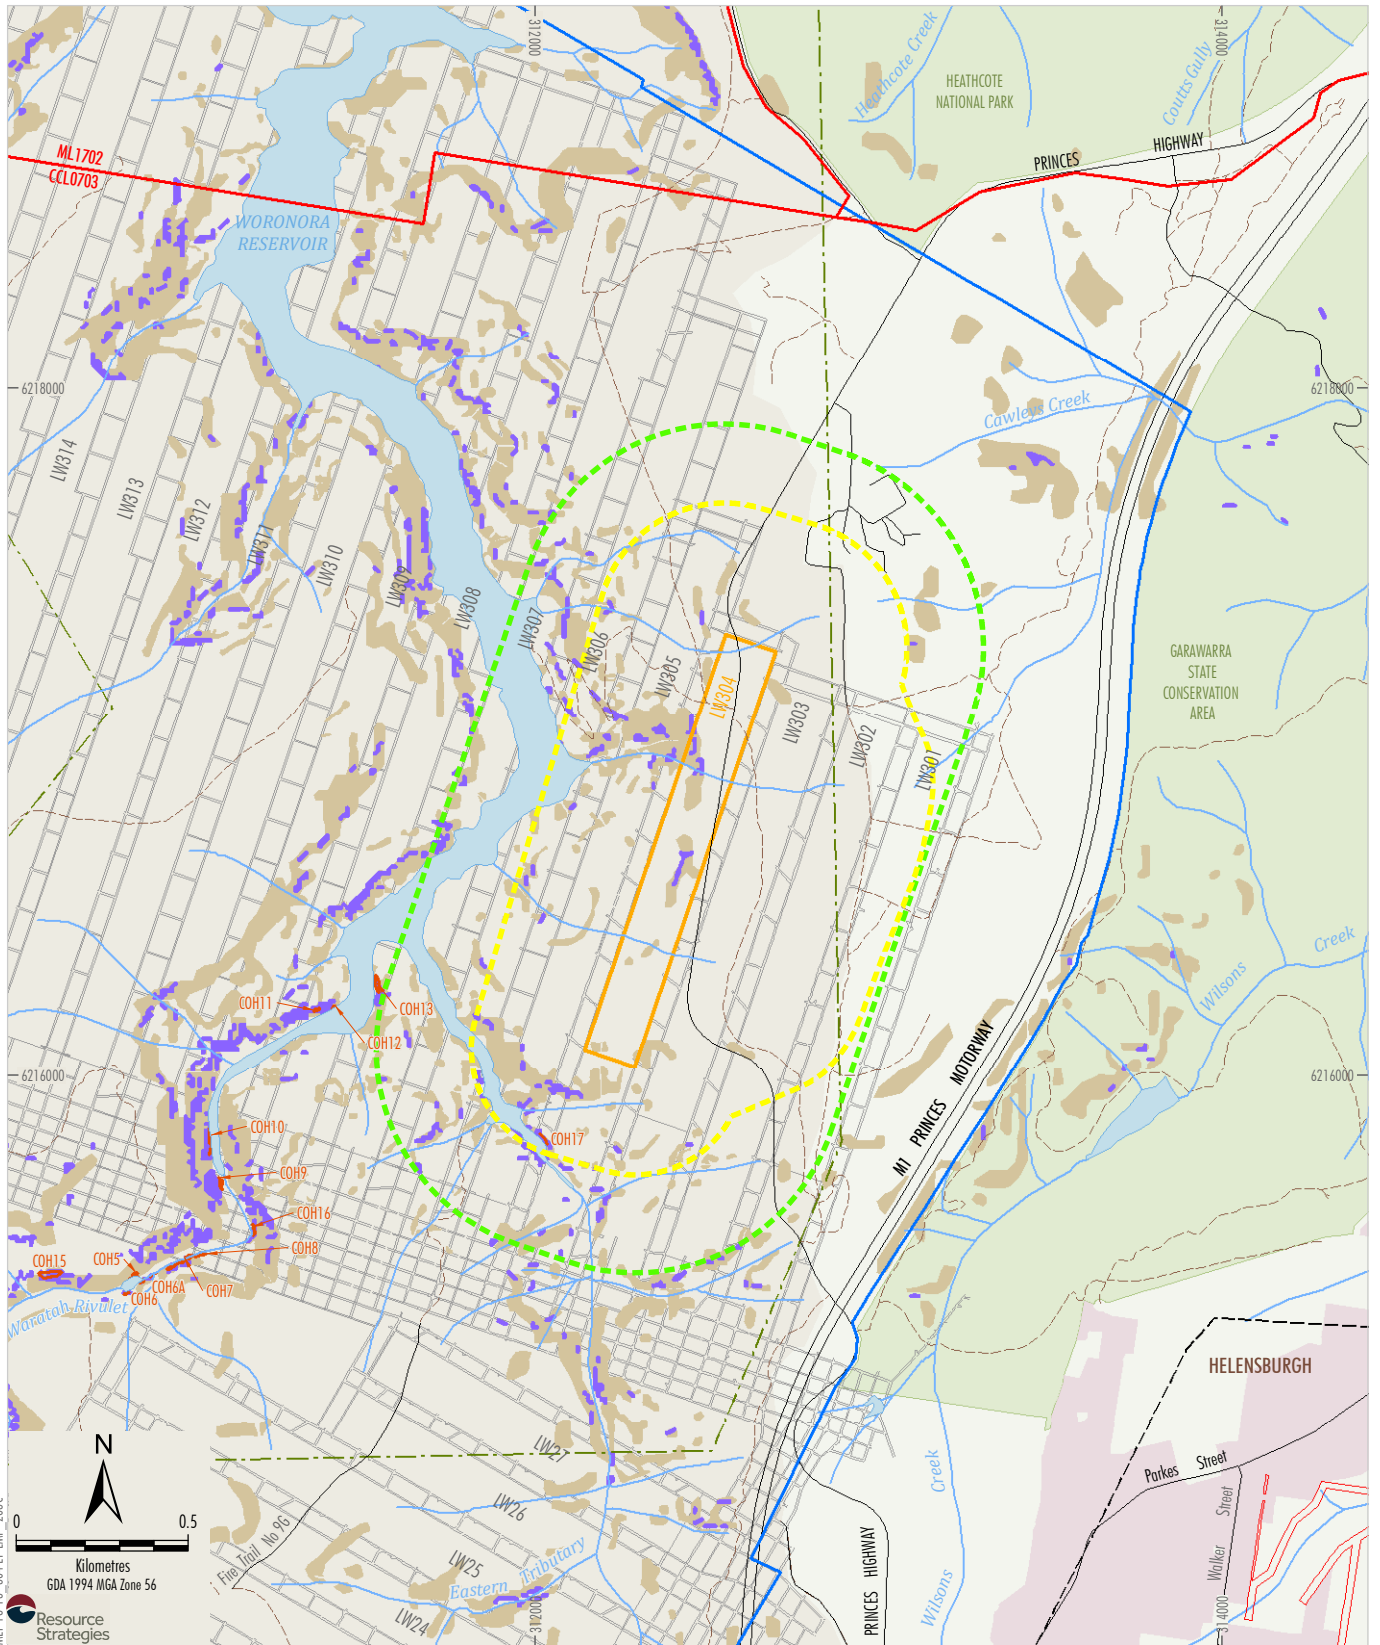 312000
314000
Heathcote Creek
HEATHCOTE
NATIONAL PARK
Coutts Gully
PRINCES HIGHWAY
ML1702
CCL0703
WORONORA
RESERVOIR
6218000
6218000
Cawleys Creek
LW314
LW313
LW312
LW311
LW310
LW309
LW308
LW307
LW306
LW305
LW304
LW303
LW302
LW301
GARAWARRA
STATE
CONSERVATION
AREA
Wilsons Creek
COH11
COH13
COH12
6216000
6216000
M1 PRINCES MOTORWAY
COH10
COH17
COH9
COH16
COH8
COH15
COH5
COH6A
COH7
COH6
Waratah Rivulet
HELENSBURGH
N
0 0.5
Kilometres
GDA 1994 MGA Zone 56
LW27
LW26
LW25
LW24
Fire Trail No 9G
Eastern Tributary
Parkes Street
Walker Street
PRINCES HIGHWAY
Wilsons Creek
312000
314000
Resource
Strategies